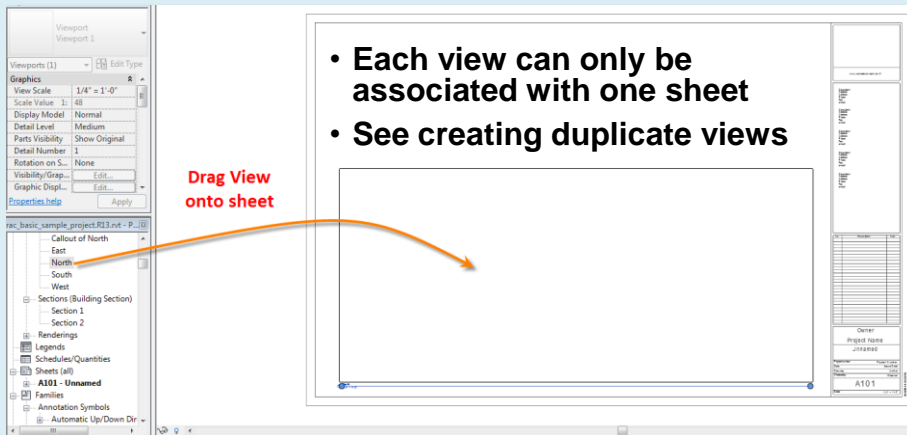 Viewport
Viewport 1
Viewports (1)
Edit Type
Graphics
View Scale 1/4" = 1'-0"
Scale Value 1: 48
Display Model Normal
Detail Level Medium
Parts Visibility Show Original
Detail Number 1
Rotation on S... None
Visibility/Grap... Edit...
Graphic Displ... Edit...
Properties help Apply
rac_basic_sample_project.R13.rvt - P...
Callout of North
East
North
South
West
Sections (Building Section)
Section 1
Section 2
Renderings
Legends
Schedules/Quantities
Sheets (all)
A101 - Unnamed
Families
Annotation Symbols
Automatic Up/Down Dir
Drag View
onto sheet
• Each view can only be
associated with one sheet
• See creating duplicate views
Owner
Project Name
Unnamed
A101